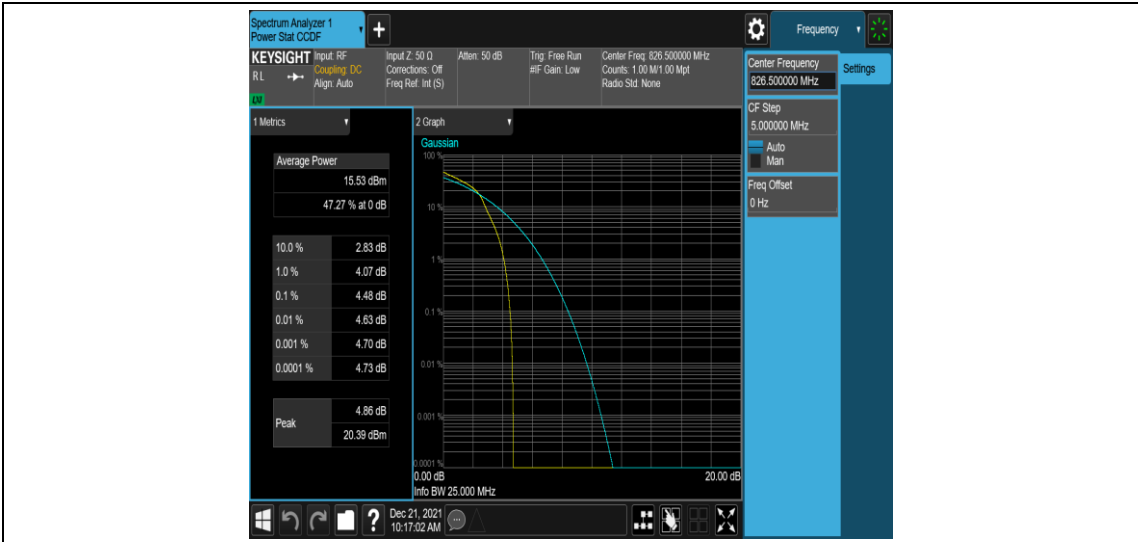 Spectrum Analyzer 1
Power Stat CCDF
+
Frequency
KEYSIGHT
Input: RF
Input Z: 50 Ω
Atten: 50 dB
Trig: Free Run
Center Freq: 826.500000 MHz
RL
Coupling: DC
Corrections: Off
#IF Gain: Low
Counts: 1.00 M/1.00 Mpt
Align: Auto
Freq Ref: Int (S)
Radio Std: None
LXI
Center Frequency
826.500000 MHz
Settings
CF Step
5.000000 MHz
Auto
Man
Freq Offset
0 Hz
1 Metrics
Average Power
15.53 dBm
47.27 % at 0 dB
10.0 % 2.83 dB
1.0 % 4.07 dB
0.1 % 4.48 dB
0.01 % 4.63 dB
0.001 % 4.70 dB
0.0001 % 4.73 dB
Peak
4.86 dB
20.39 dBm
2 Graph
Gaussian
100 %
10 %
1 %
0.1 %
0.01 %
0.001 %
0.0001 %
0.00 dB
20.00 dB
Info BW 25.000 MHz
?
Dec 21, 2021
10:17:02 AM